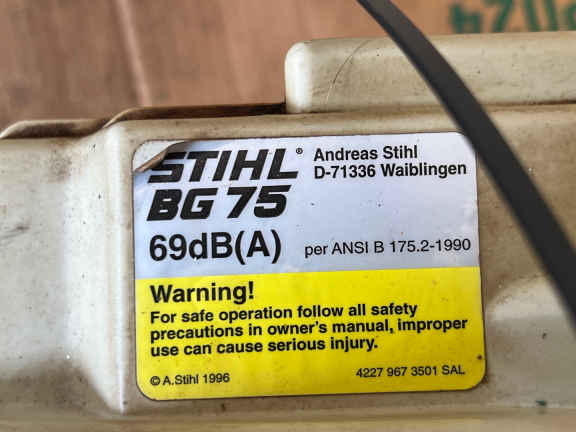 STIHL® Andreas Stihl
BG 75 D-71336 Waiblingen
69dB(A) per ANSI B 175.2-1990
Warning!
For safe operation follow all safety
precautions in owner's manual, improper
use can cause serious injury.
© A.Stihl 1996 4227 967 3501 SAL